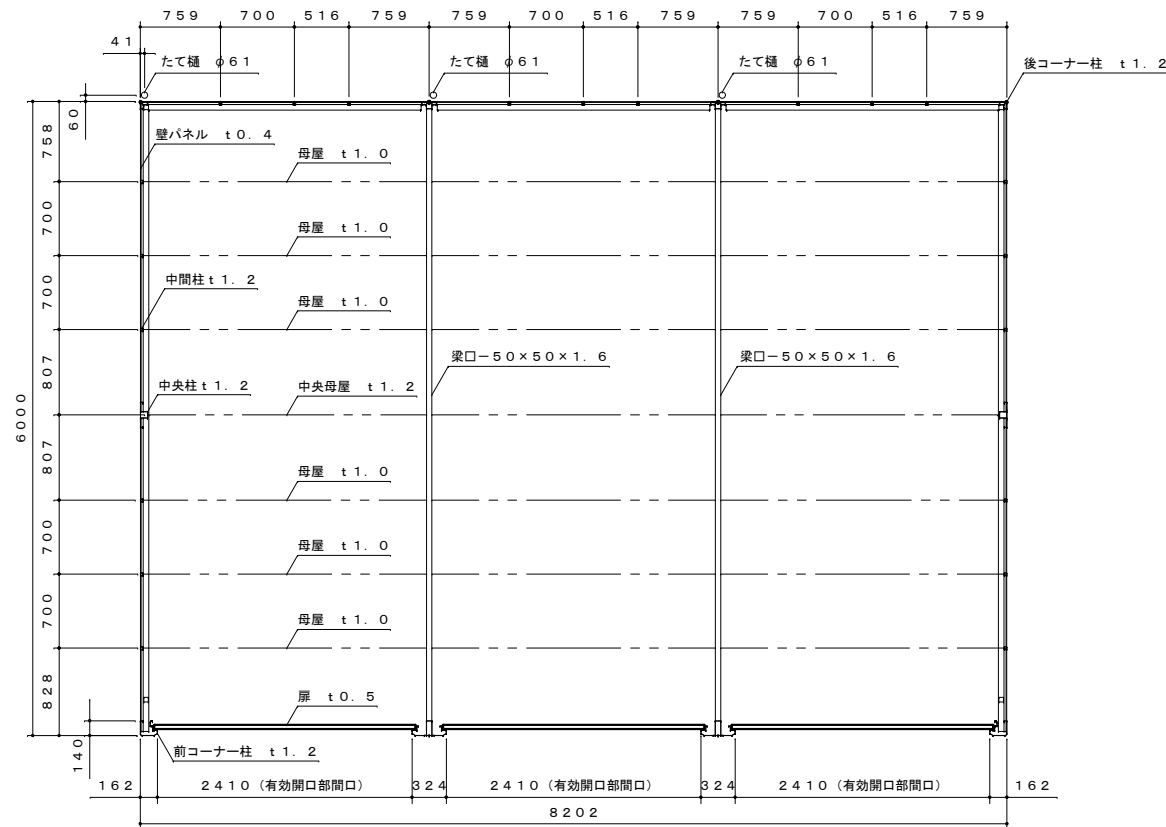 759 700 516 759 759 700 516 759 759 700 516 759
41
たて樋 φ61 たて樋 φ61 たて樋 φ61 後コーナー柱 t1.2
60
758
壁パネル t0.4
母屋 t1.0
700
母屋 t1.0
700
中間柱t1.2
母屋 t1.0
807
梁口-50×50×1.6 梁口-50×50×1.6
中央柱t1.2 中央母屋 t1.2
6000
807
母屋 t1.0
700
母屋 t1.0
700
母屋 t1.0
828
扉 t0.5
140
前コーナー柱 t1.2
162 2410(有効開口部間口) 324 2410(有効開口部間口) 324 2410(有効開口部間口) 162
8202